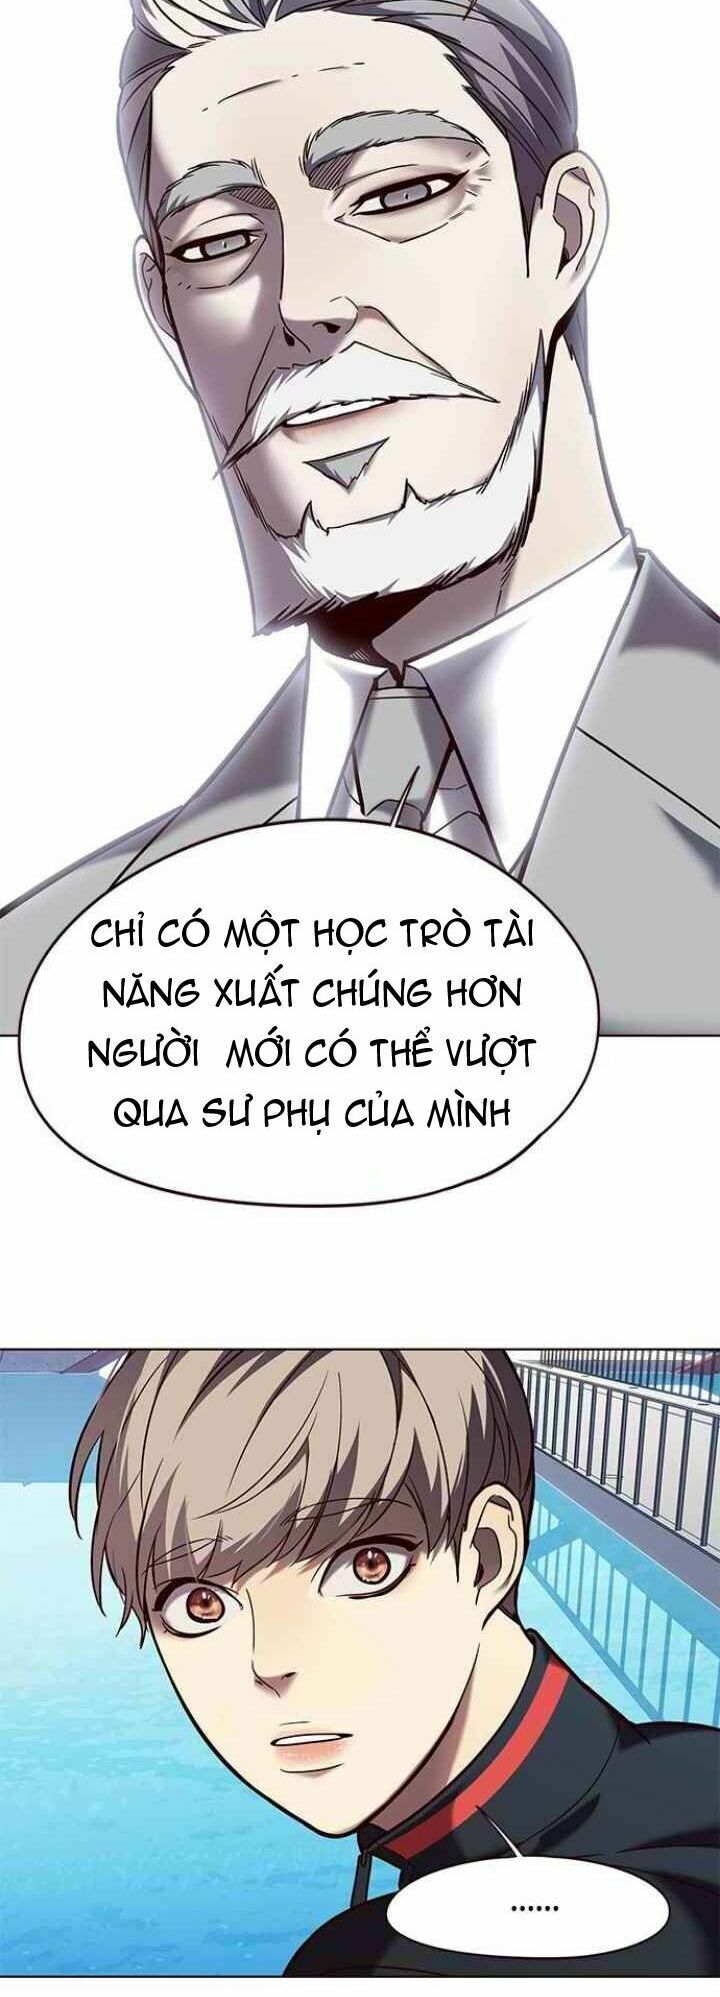 CHỈ CÓ MỘT HỌC TRÒ TÀI
NĂNG XUẤT CHÚNG HƠN
NGƯỜI MỚI CÓ THỂ VƯỢT
QUA SƯ PHỤ CỦA MÌNH
......